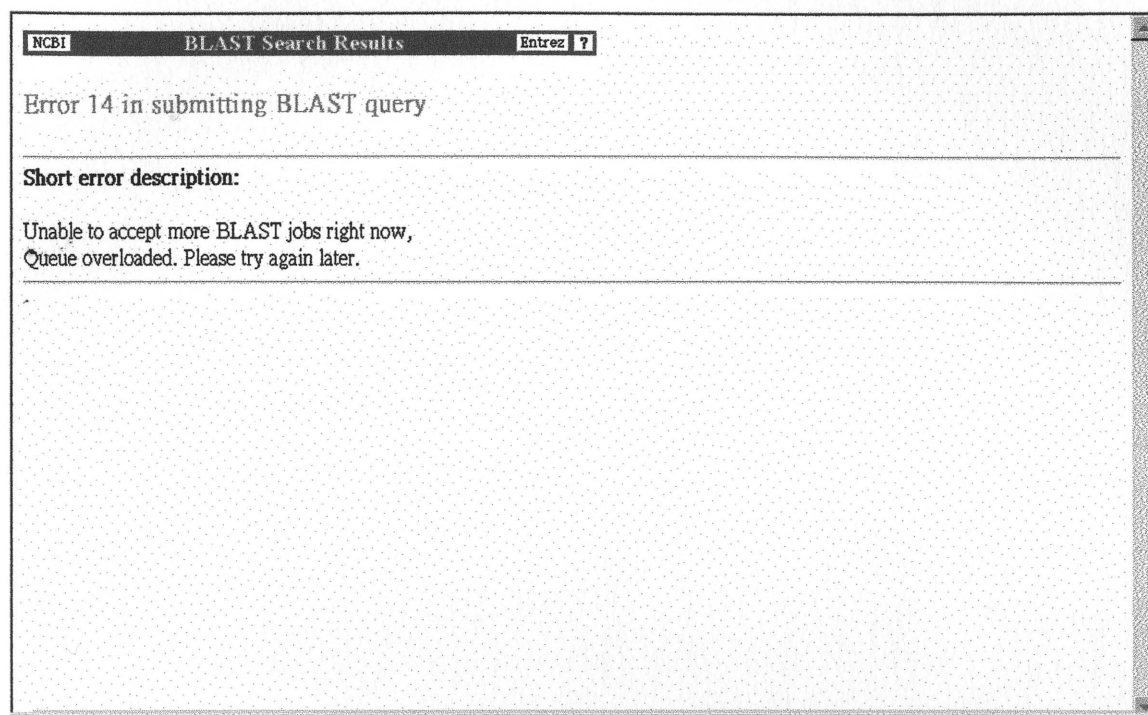 NCBI BLAST Search Results Entrez ?
Error 14 in submitting BLAST query
Short error description:
Unable to accept more BLAST jobs right now,
Queue overloaded. Please try again later.